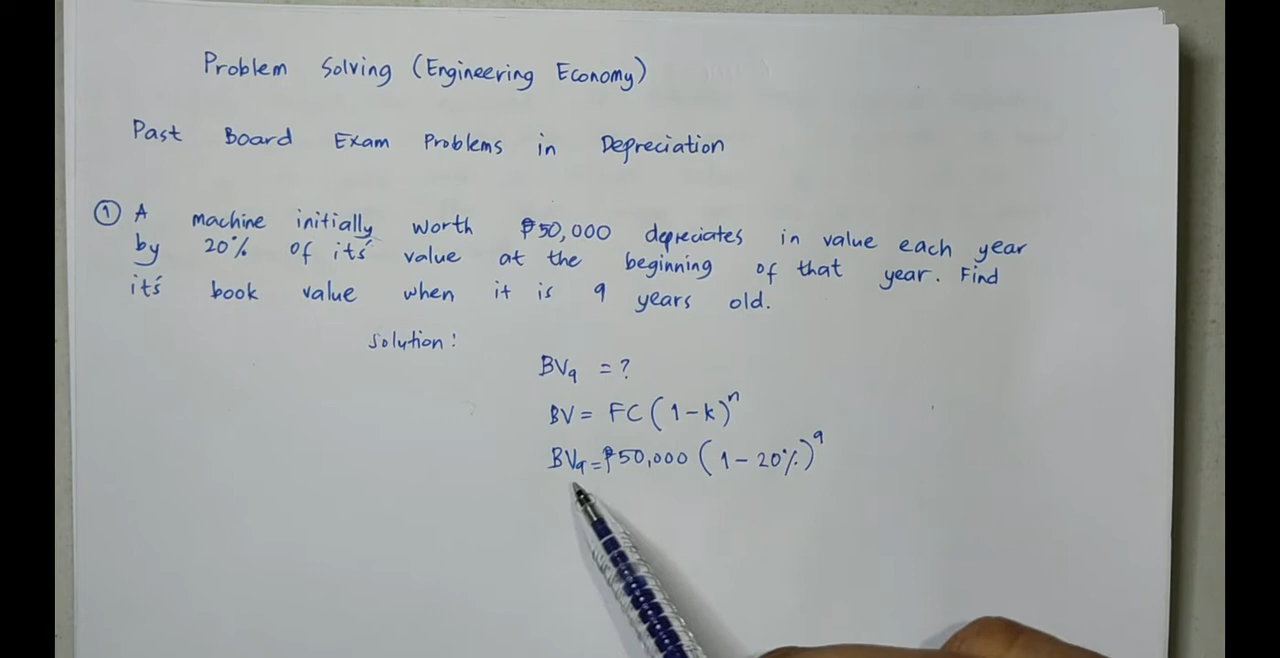 Problem Solving (Engineering Economy)
Past Board Exam Problems in Depreciation
① A machine initially worth ₱50,000 depreciates in value each year
by 20% of it's value at the beginning of that year. Find
it's book value when it is 9 years old.
Solution:
BV₉ = ?
BV = FC(1-k)ⁿ
BV₉ = ₱50,000 (1-20%)⁹